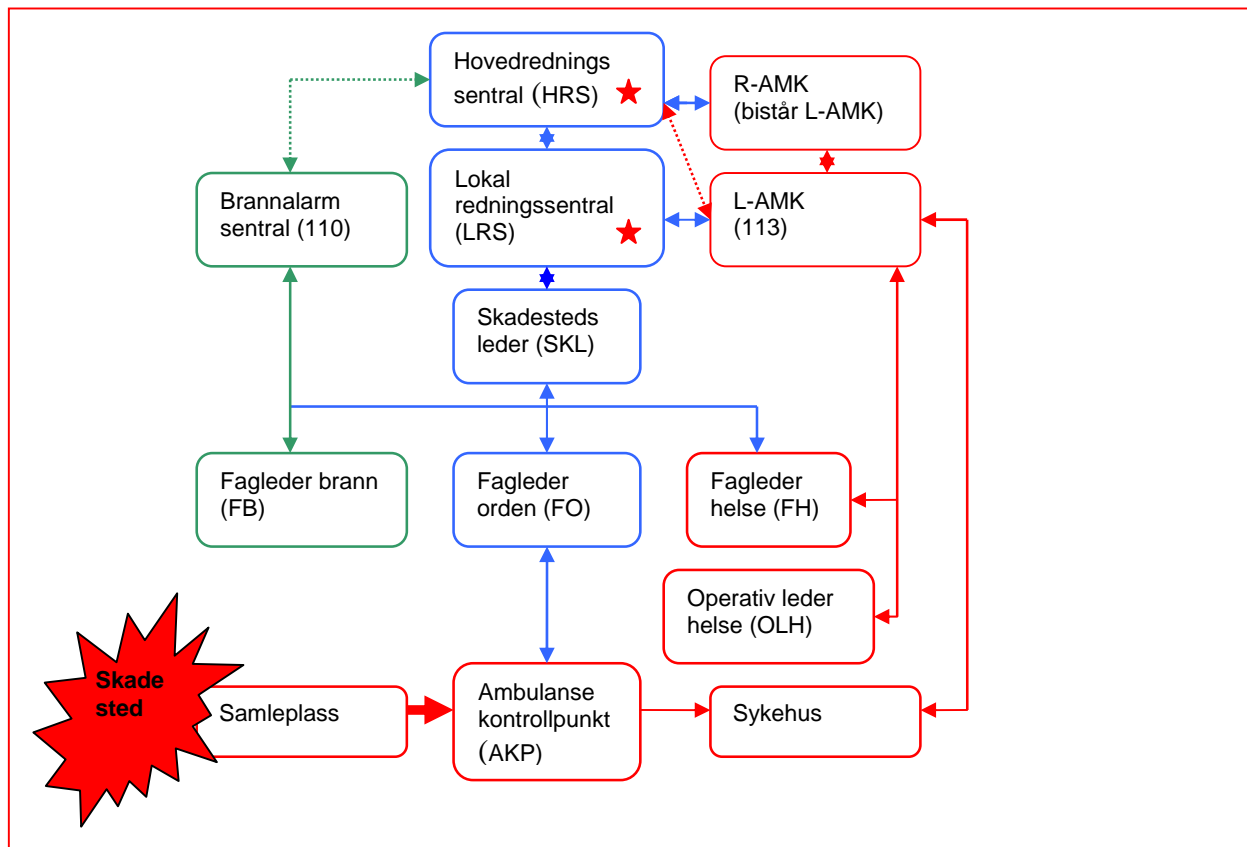 Hovedrednings
sentral (HRS)
R-AMK
(bistår L-AMK)
Brannalarm
sentral (110)
Lokal
redningssentral
(LRS)
L-AMK
(113)
Skadesteds
leder (SKL)
Fagleder brann
(FB)
Fagleder
orden (FO)
Fagleder
helse (FH)
Operativ leder
helse (OLH)
Skade
sted
Samleplass
Ambulanse
kontrollpunkt
(AKP)
Sykehus